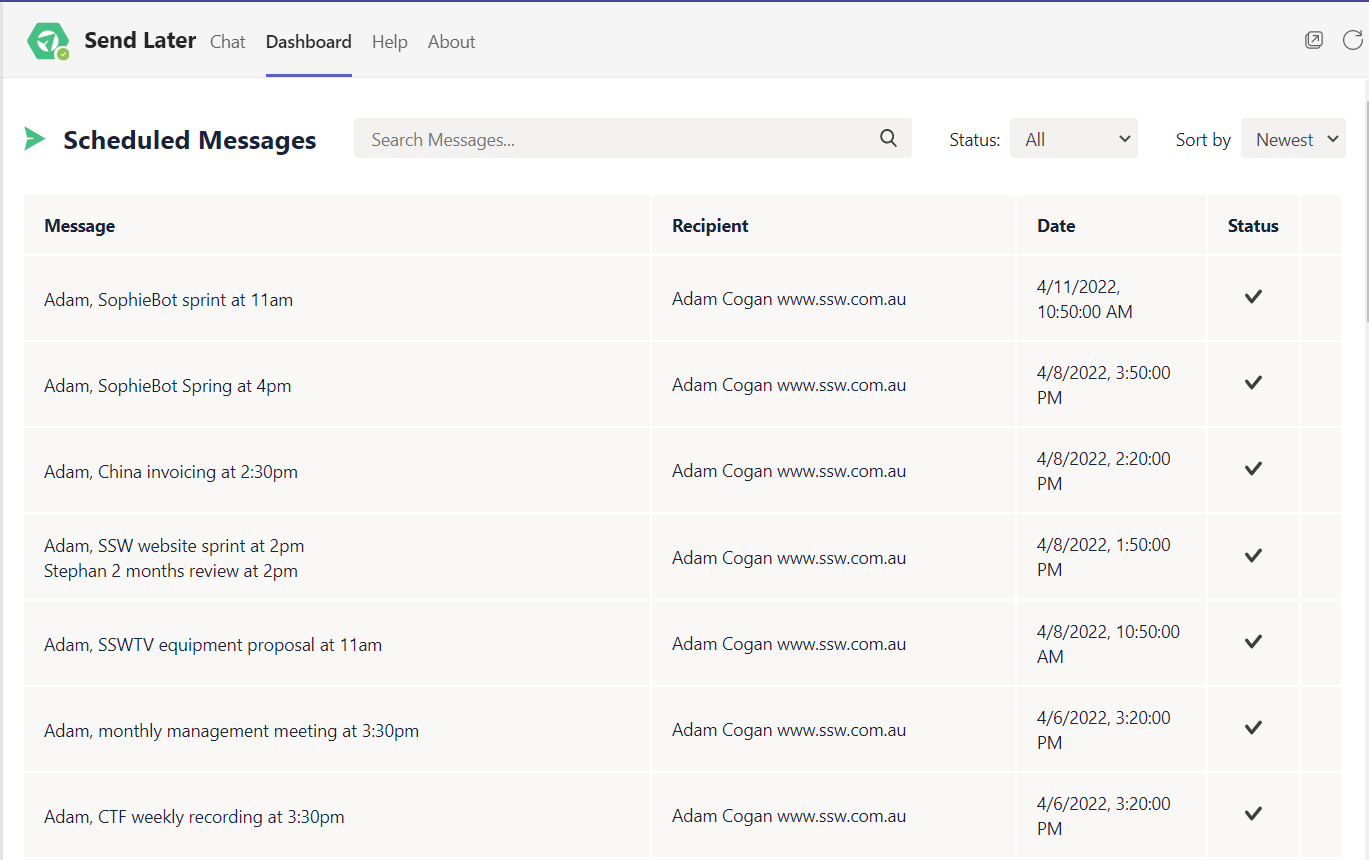 Send Later Chat Dashboard Help About
Scheduled Messages Search Messages... Status: All Sort by Newest
Message Recipient Date Status
Adam, SophieBot sprint at 11am Adam Cogan www.ssw.com.au 4/11/2022,
10:50:00 AM
Adam, SophieBot Spring at 4pm Adam Cogan www.ssw.com.au 4/8/2022, 3:50:00
PM
Adam, China invoicing at 2:30pm Adam Cogan www.ssw.com.au 4/8/2022, 2:20:00
PM
Adam, SSW website sprint at 2pm
Stephan 2 months review at 2pm Adam Cogan www.ssw.com.au 4/8/2022, 1:50:00
PM
Adam, SSWTV equipment proposal at 11am Adam Cogan www.ssw.com.au 4/8/2022, 10:50:00
AM
Adam, monthly management meeting at 3:30pm Adam Cogan www.ssw.com.au 4/6/2022, 3:20:00
PM
Adam, CTF weekly recording at 3:30pm Adam Cogan www.ssw.com.au 4/6/2022, 3:20:00
PM